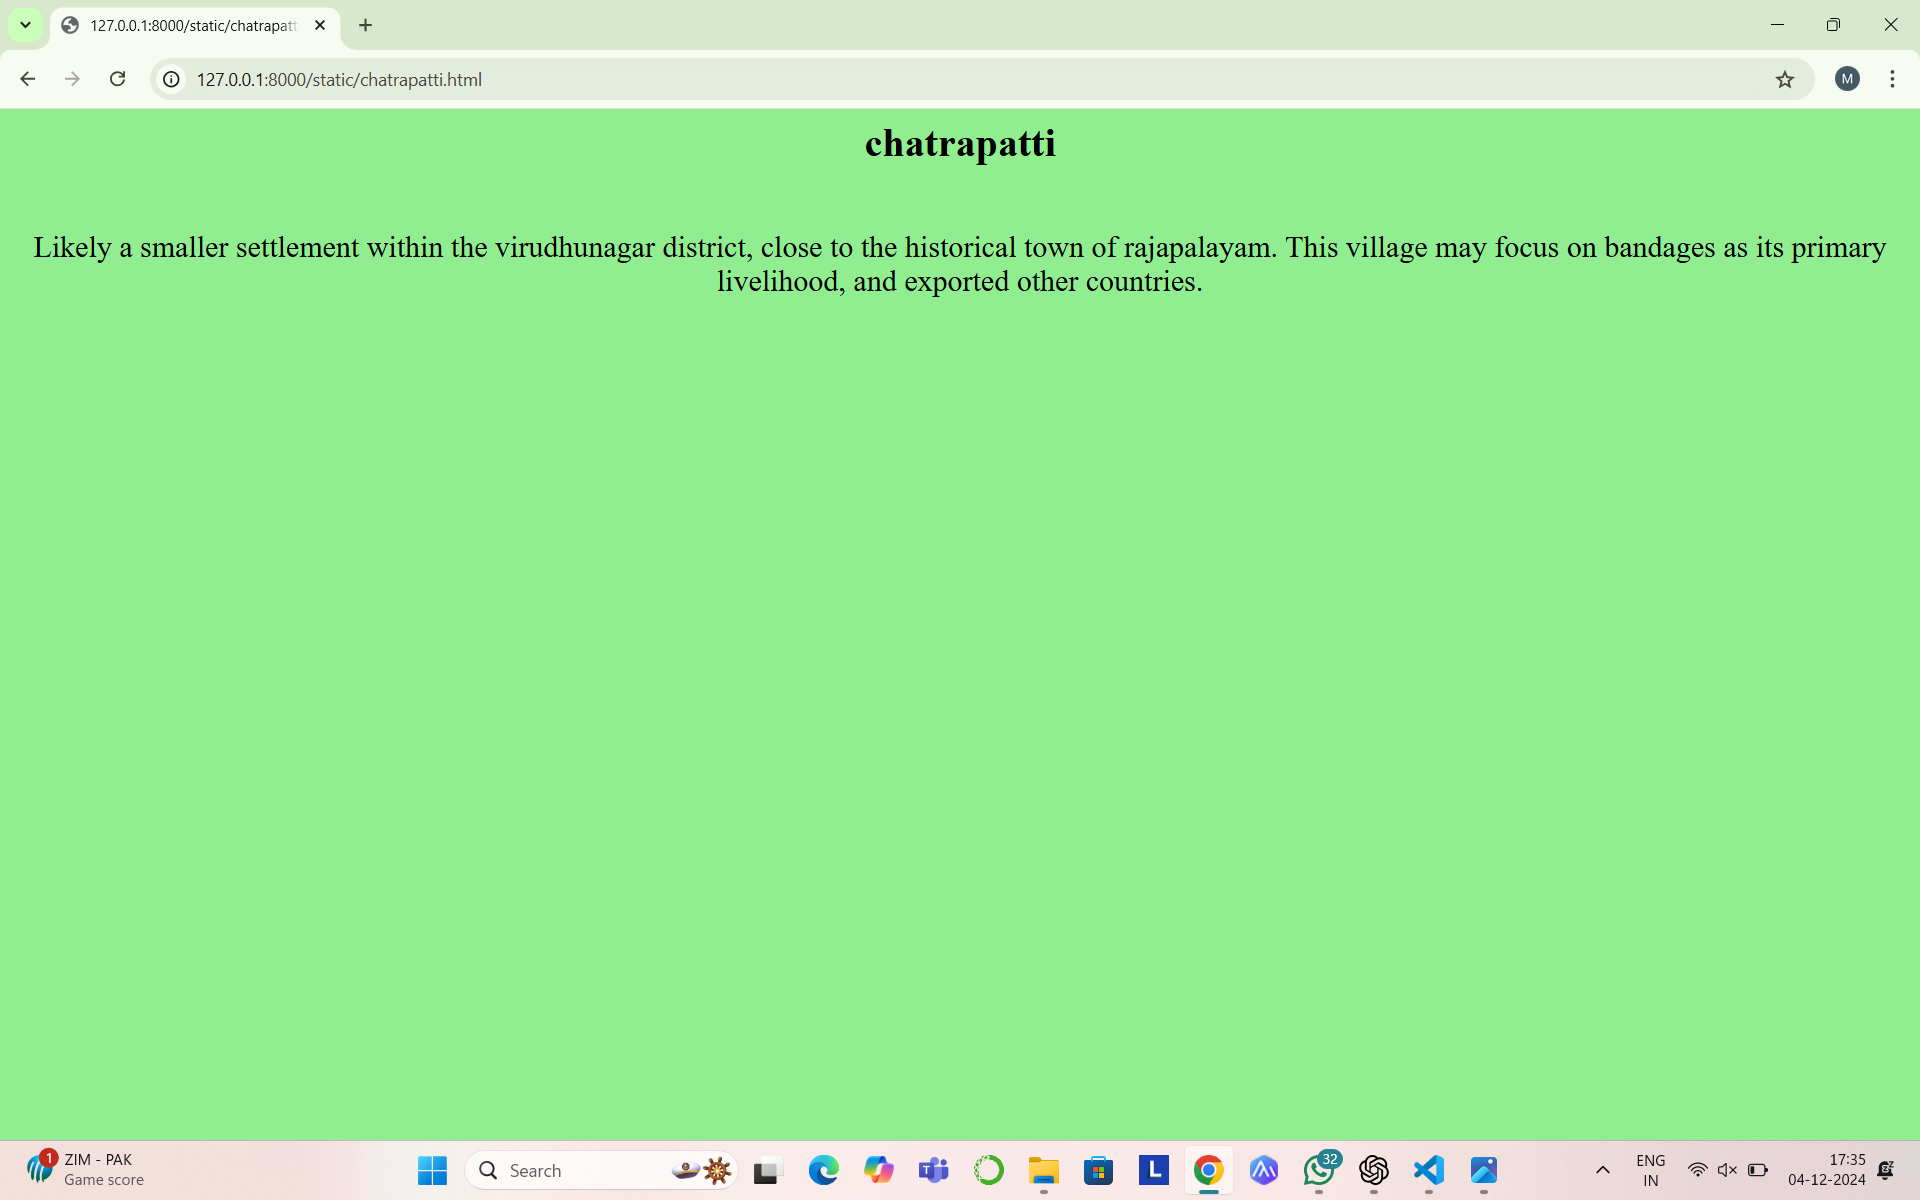 127.0.0.1:8000/static/chatrapatt
127.0.0.1:8000/static/chatrapatti.html
M
chatrapatti
Likely a smaller settlement within the virudhunagar district, close to the historical town of rajapalayam. This village may focus on bandages as its primary
livelihood, and exported other countries.
1
ZIM - PAK
Game score
Search
T
L
32
ENG
IN
17:35
04-12-2024